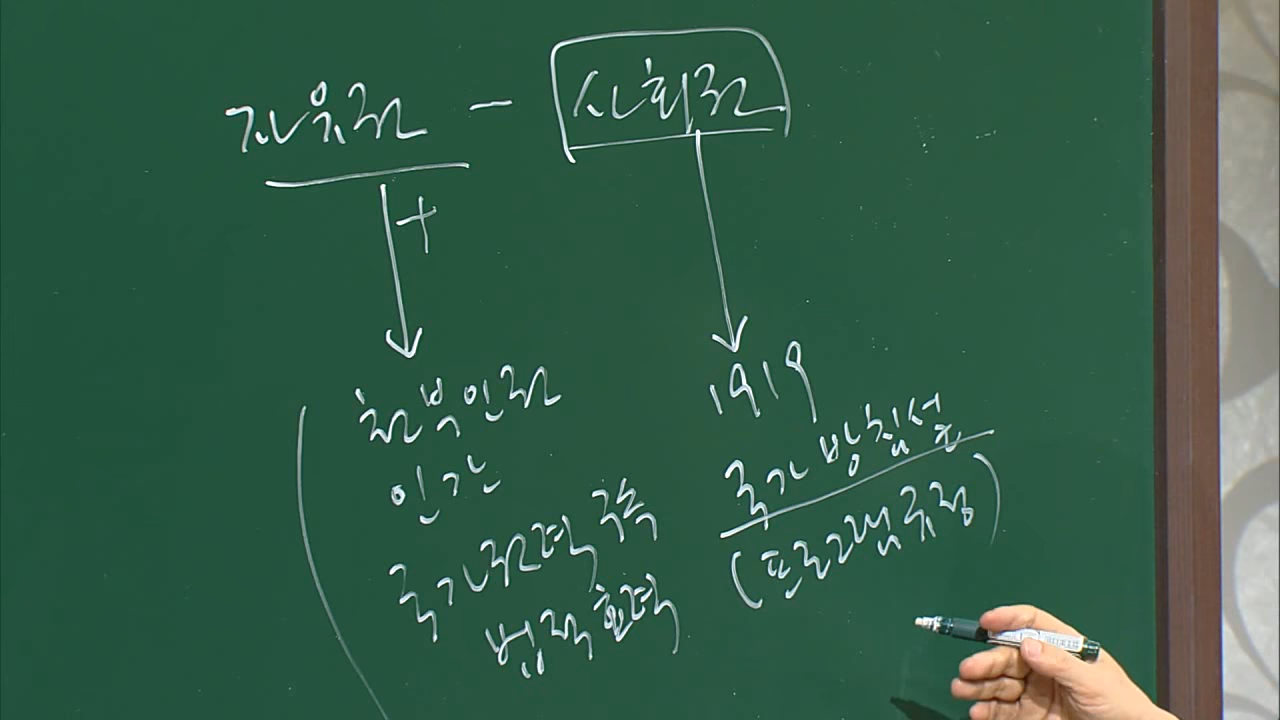 자유권 - 사회권
+
천부인권
인간
국가권력 구속
법적 효력
1919
국가 방침설
(프로그램 규정)